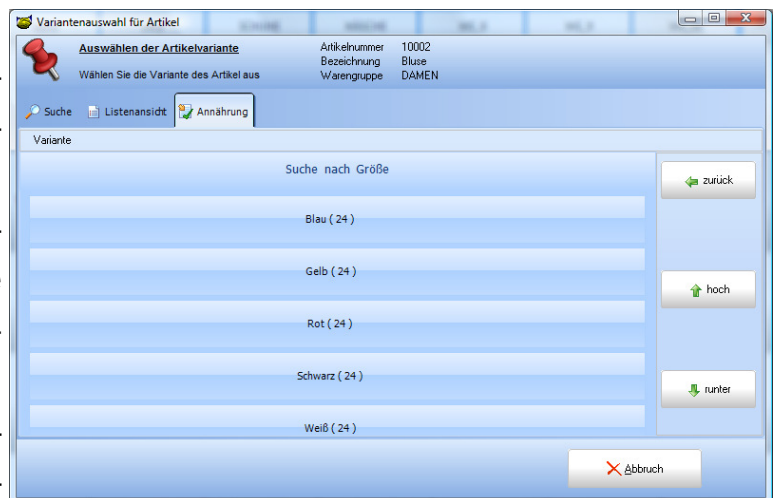 Variantenauswahl für Artikel
Auswählen der Artikelvariante
Wählen Sie die Variante des Artikel aus
Artikelnummer 10002
Bezeichnung Bluse
Warengruppe DAMEN
Suche Listenansicht Annährung
Variante
Suche nach Größe
Blau ( 24 )
Gelb ( 24 )
Rot ( 24 )
Schwarz ( 24 )
Weiß ( 24 )
zurück
hoch
runter
Abbruch